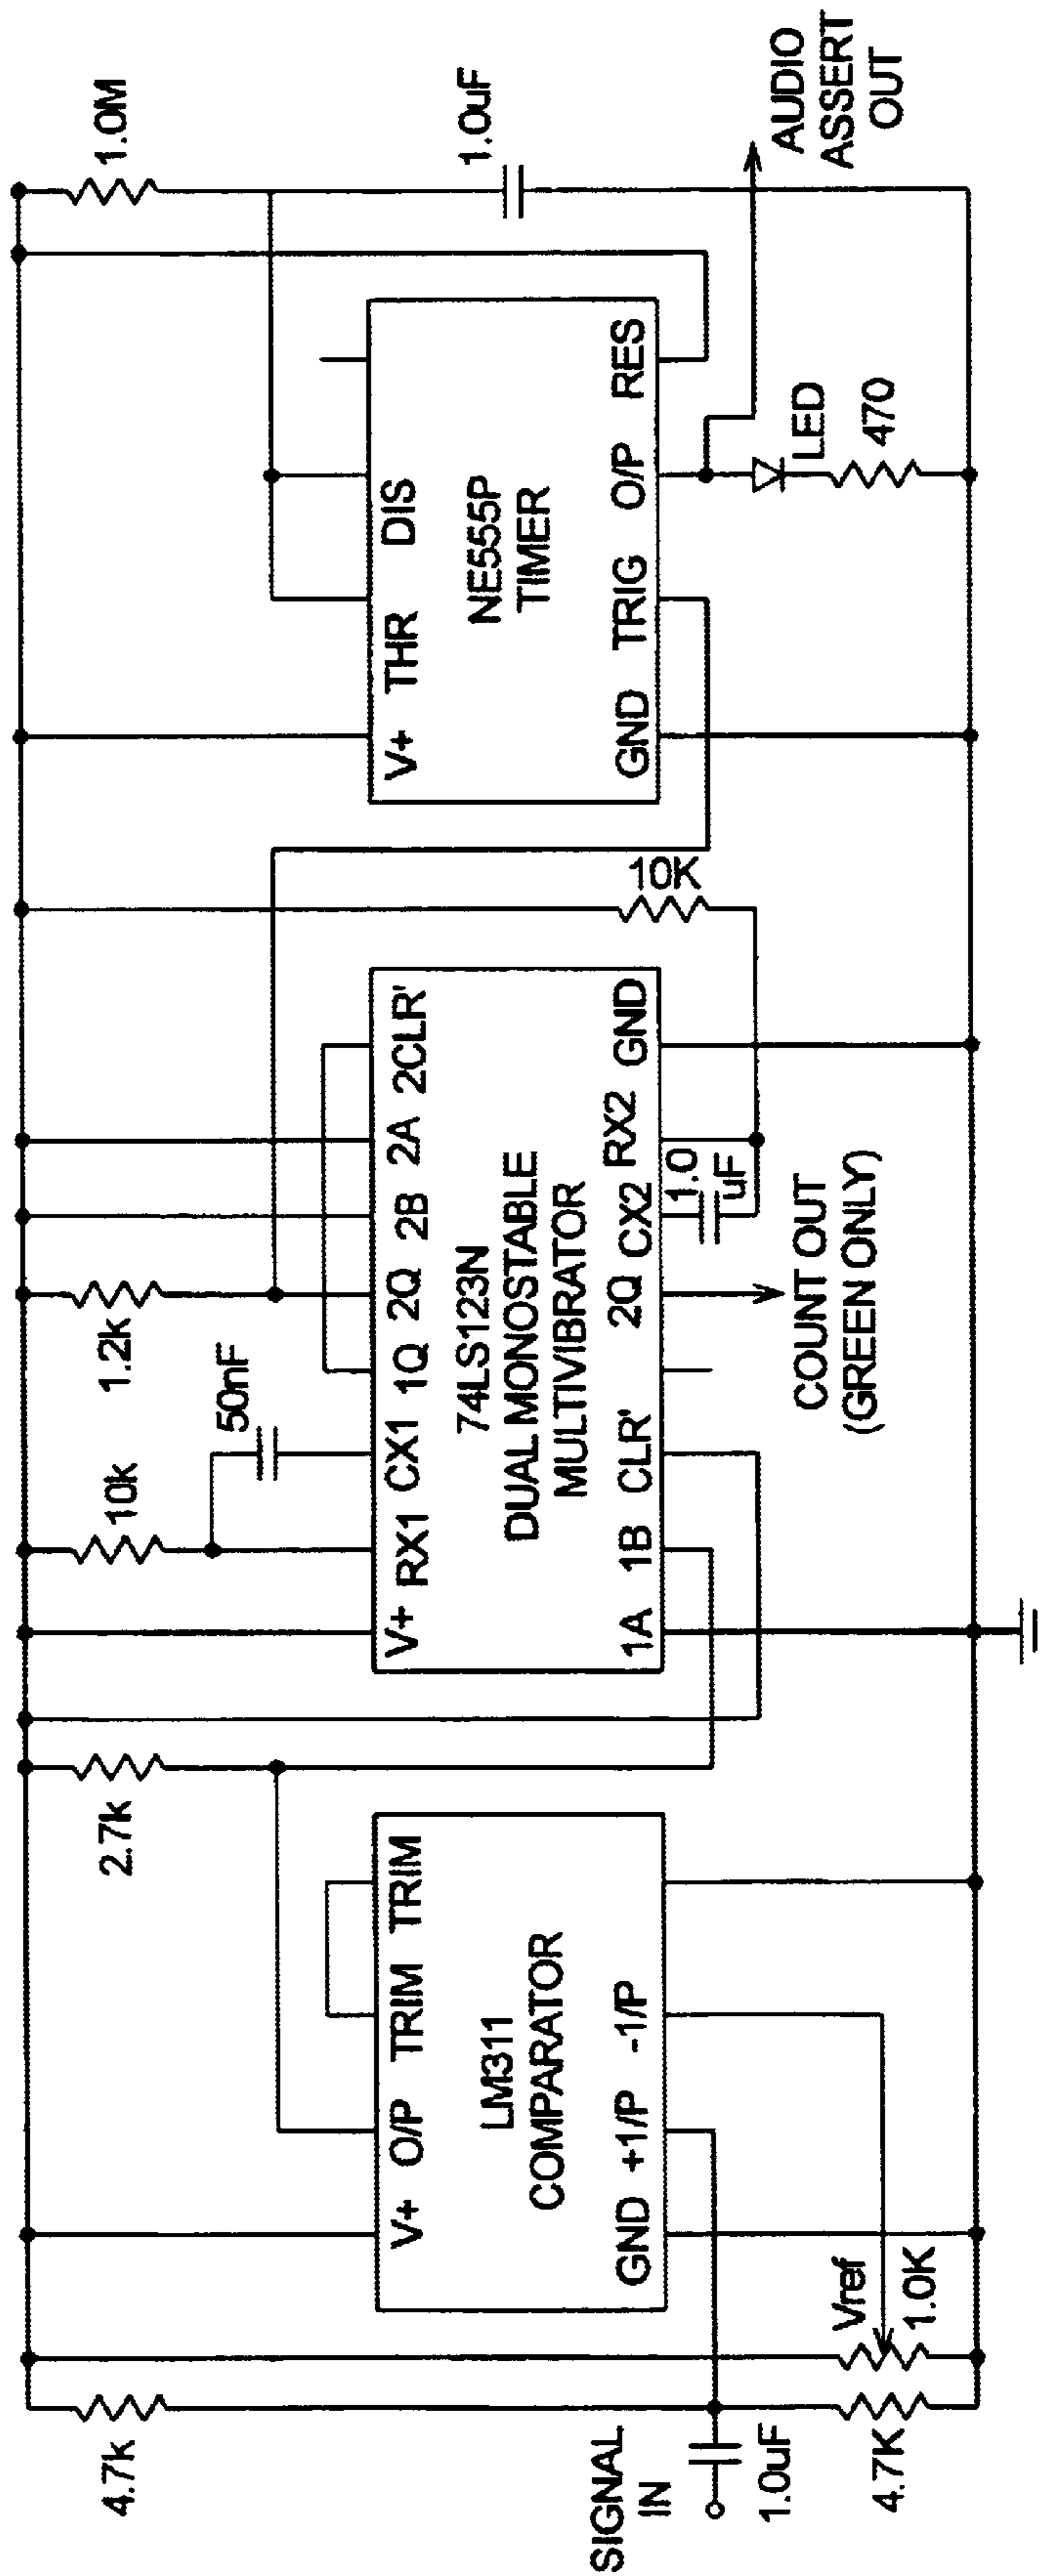 4.7k
SIGNAL
IN
1.0uF
4.7K
Vref
1.0K
V+ O/P TRIM TRIM
LM311
COMPARATOR
GND +1/P -1/P
2.7k
10k
50nF
1.2k
V+ RX1 CX1 1Q 2Q 2B 2A 2CLR'
74LS123N
DUAL MONOSTABLE
MULTIVIBRATOR
1A 1B CLR' 2Q CX2 RX2 GND
1.0
uF
10K
COUNT OUT
(GREEN ONLY)
V+ THR DIS
NE555P
TIMER
GND TRIG O/P RES
LED
470
1.0M
1.0uF
AUDIO
ASSERT
OUT